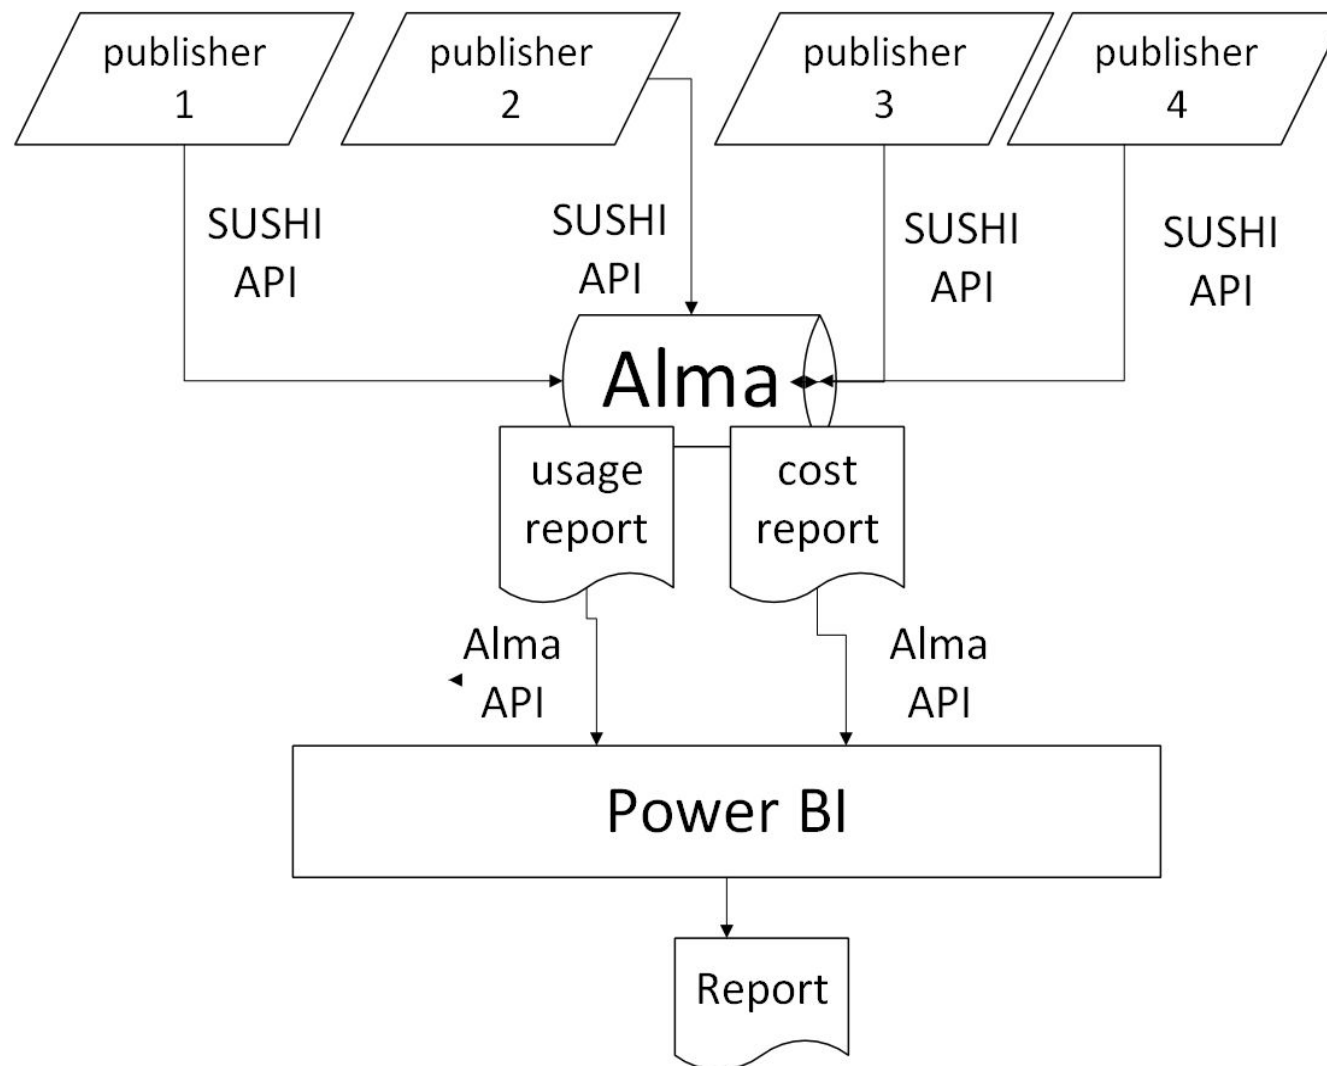 publisher
1
publisher
2
publisher
3
publisher
4
SUSHI
API
SUSHI
API
SUSHI
API
SUSHI
API
Alma
usage
report
cost
report
Alma
API
Alma
API
Power BI
Report